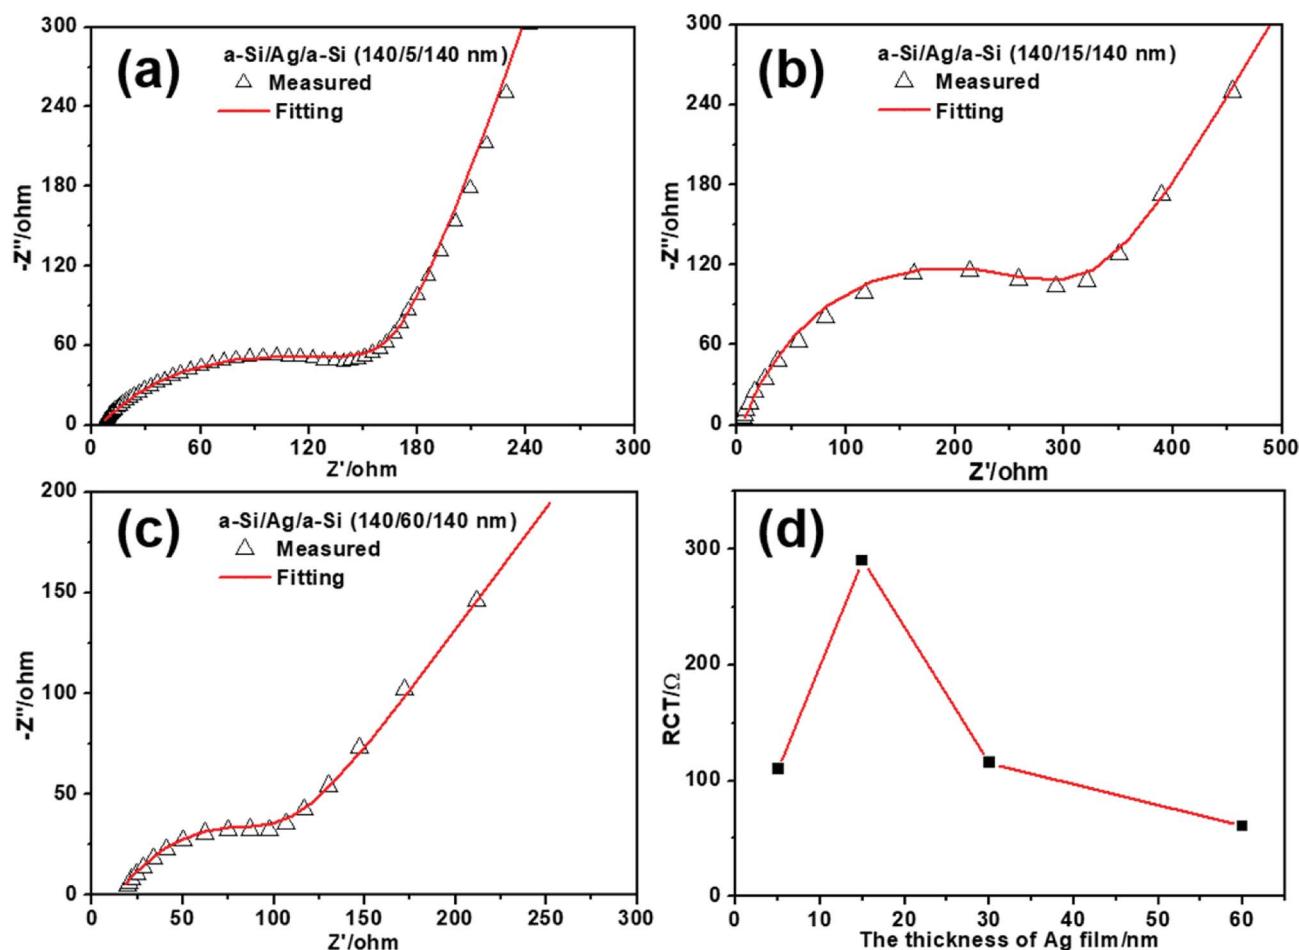 (a)
a-Si/Ag/a-Si (140/5/140 nm)
Measured
Fitting
-Z''/ohm
300
240
180
120
60
0
0 60 120 180 240 300
Z'/ohm
(b)
a-Si/Ag/a-Si (140/15/140 nm)
Measured
Fitting
-Z''/ohm
300
240
180
120
60
0
0 100 200 300 400 500
Z'/ohm
(c)
a-Si/Ag/a-Si (140/60/140 nm)
Measured
Fitting
-Z''/ohm
200
150
100
50
0
0 50 100 150 200 250 300
Z'/ohm
(d)
RCT/Ω
300
200
100
0
0 10 20 30 40 50 60
The thickness of Ag film/nm